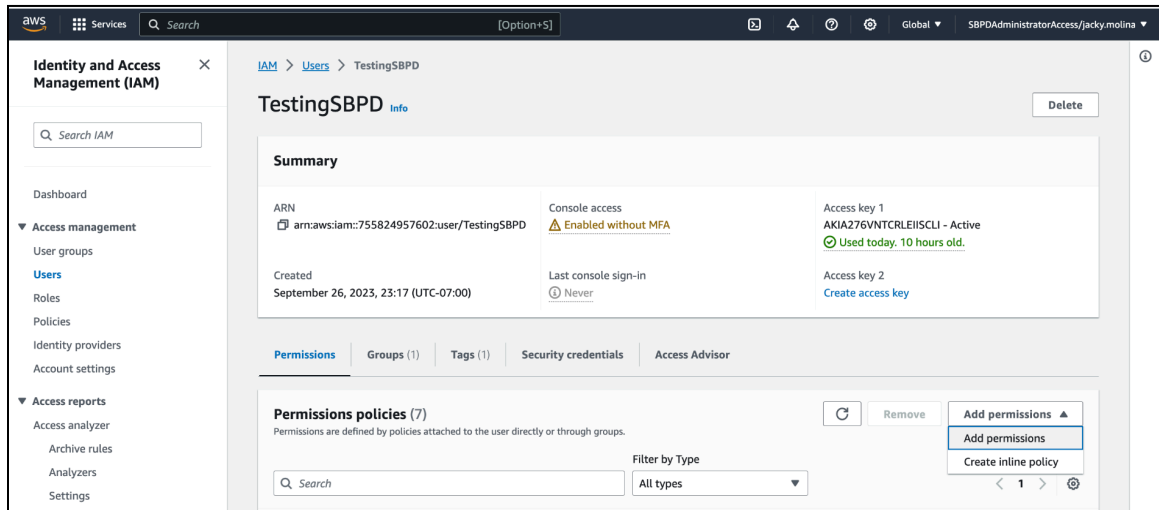 aws
Services
Search
[Option+S]
Global ▼
SBPDAdministratorAccess/jacky.molina ▼
Identity and Access
Management (IAM)
Search IAM
Dashboard
▼ Access management
User groups
Users
Roles
Policies
Identity providers
Account settings
▼ Access reports
Access analyzer
Archive rules
Analyzers
Settings
IAM > Users > TestingSBPD
TestingSBPD Info
Delete
Summary
ARN
arn:aws:iam::755824957602:user/TestingSBPD
Created
September 26, 2023, 23:17 (UTC-07:00)
Console access
Enabled without MFA
Last console sign-in
Never
Access key 1
AKIA276VNTCRLEIISCLI - Active
Used today. 10 hours old.
Access key 2
Create access key
Permissions
Groups (1)
Tags (1)
Security credentials
Access Advisor
Permissions policies (7)
Permissions are defined by policies attached to the user directly or through groups.
Remove
Add permissions ▲
Add permissions
Create inline policy
Filter by Type
Search
All types ▼
< 1 >